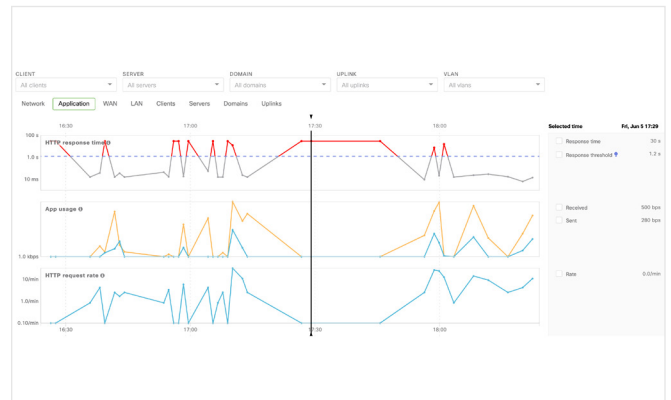 CLIENT SERVER DOMAIN UPLINK VLAN
All clients All servers All domains All uplinks All vlans
Network Application WAN LAN Clients Servers Domains Uplinks
16:30 17:00 17:30 18:00
Selected time Fri, Jun 5 17:29
100 s
HTTP response time
1.0 s
10 ms
Response time 30 s
Response threshold 1.2 s
App usage
1.0 kbps
Received 500 bps
Sent 280 bps
HTTP request rate
10/min
1.0/min
0.10/min
Rate 0.0/min
16:30 17:00 17:30 18:00